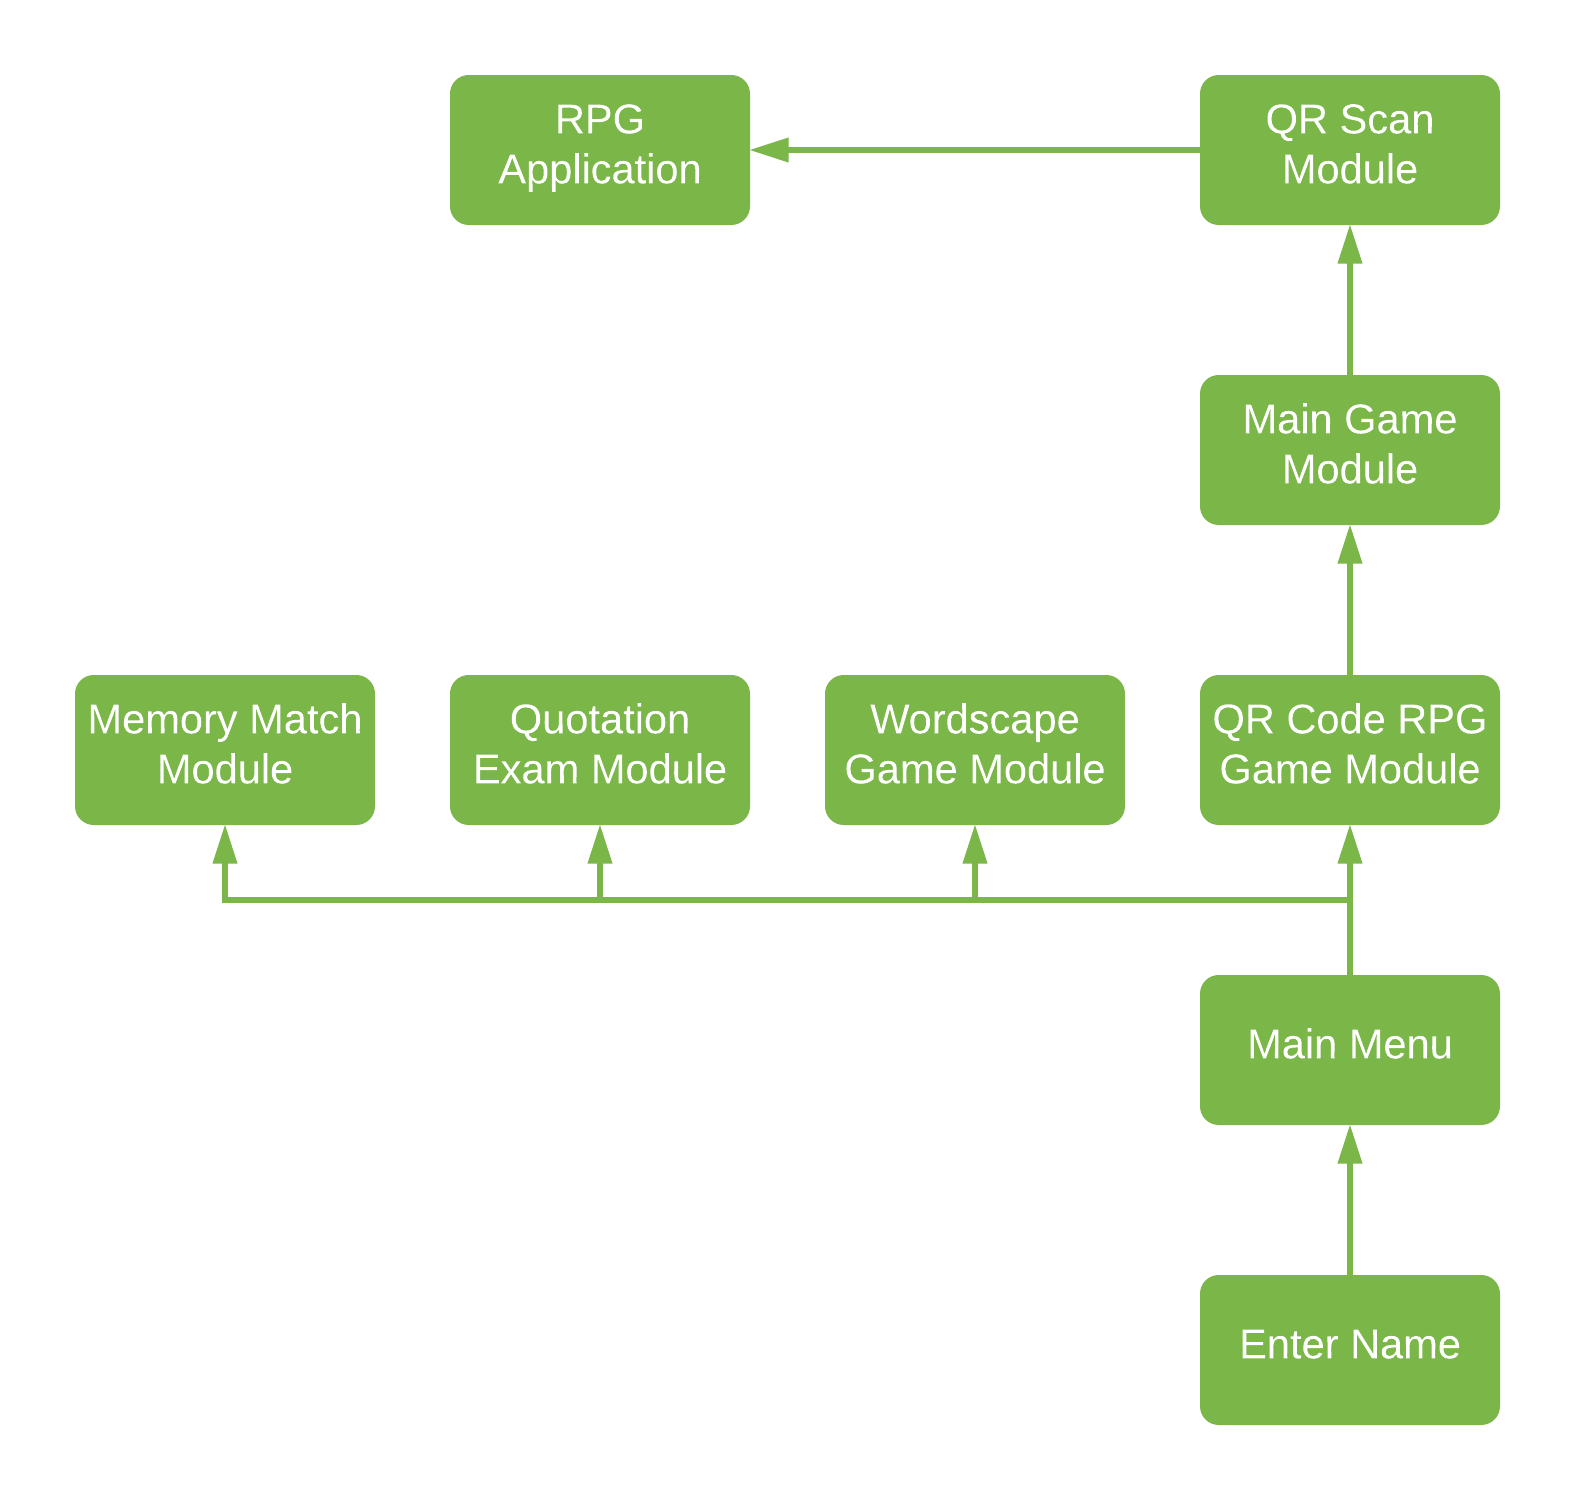 RPG
Application
QR Scan
Module
Main Game
Module
Memory Match
Module
Quotation
Exam Module
Wordscape
Game Module
QR Code RPG
Game Module
Main Menu
Enter Name